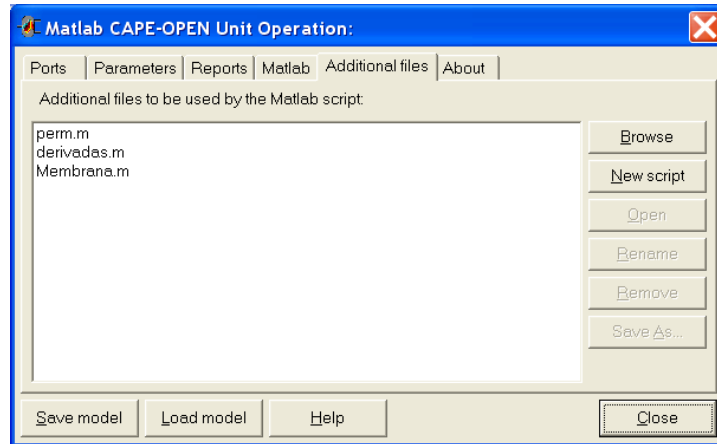 Matlab CAPE-OPEN Unit Operation:
Ports Parameters Reports Matlab Additional files About
Additional files to be used by the Matlab script:
perm.m
derivadas.m
Membrana.m
Browse
New script
Open
Rename
Remove
Save As...
Save model Load model Help Close